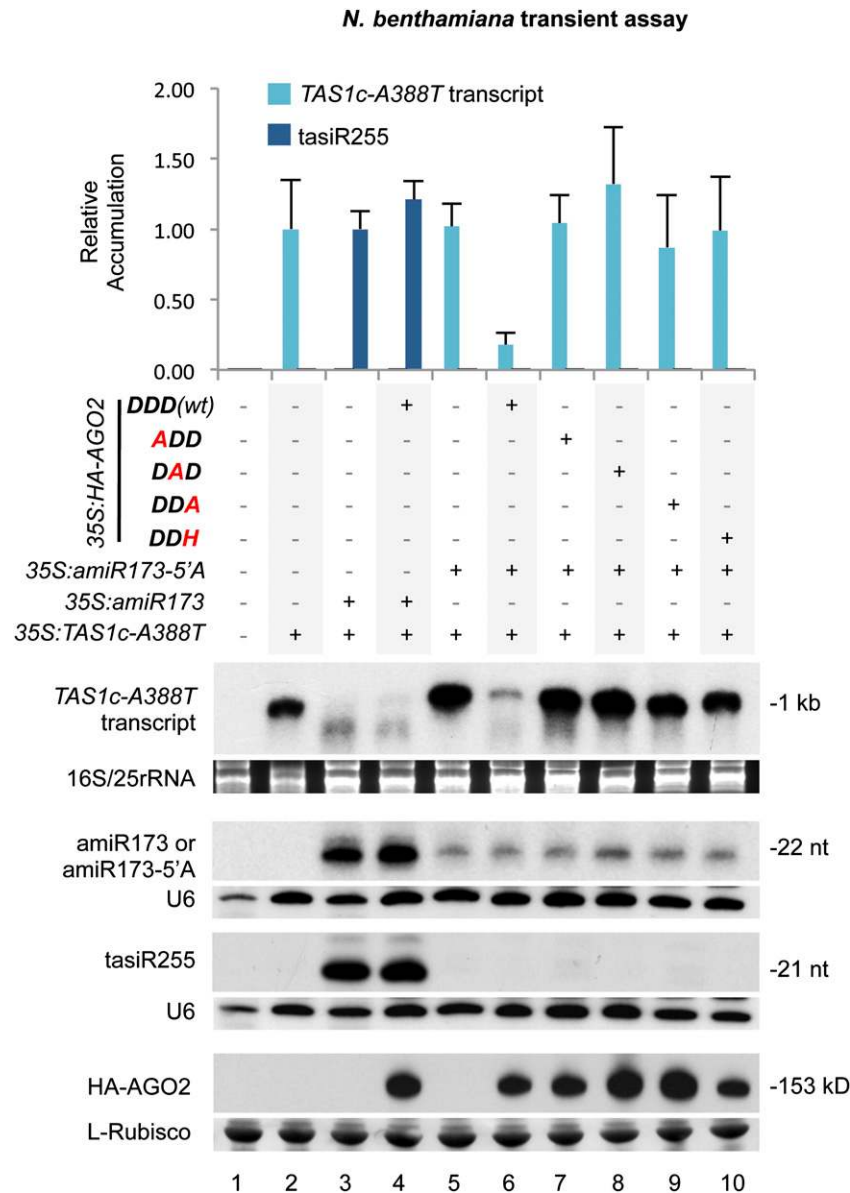 N. benthamiana transient assay
2.00
1.50
1.00
0.50
0.00
Relative
Accumulation
TAS1c-A388T transcript
tasiR255
35S:HA-AGO2
DDD(wt) - - - + - + - - - -
ADD - - - - - - + - - -
DAD - - - - - - - + - -
DDA - - - - - - - - + -
DDH - - - - - - - - - +
35S:amiR173-5'A - - - - + + + + + +
35S:amiR173 - - + + - - - - - -
35S:TAS1c-A388T - + + + + + + + + +
TAS1c-A388T
transcript
-1 kb
16S/25rRNA
amiR173 or
amiR173-5'A
-22 nt
U6
tasiR255
-21 nt
U6
HA-AGO2
-153 kD
L-Rubisco
1 2 3 4 5 6 7 8 9 10